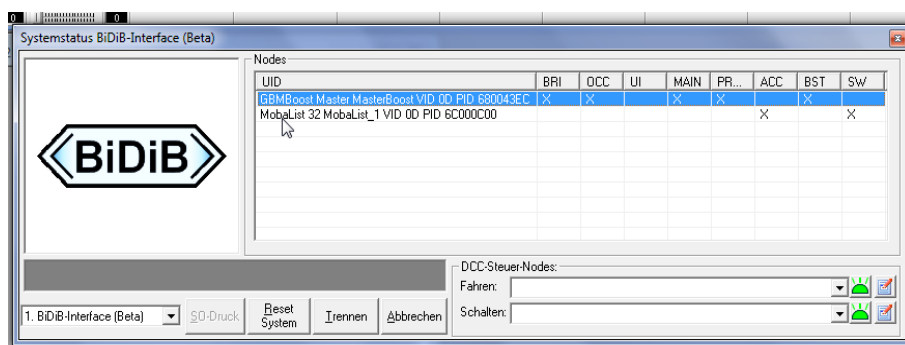 0 0
Systemstatus BiDiB-Interface (Beta)
Nodes
UID BRI OCC UI MAIN PR... ACC BST SW
GBMBoost Master MasterBoost VID 0D PID 680043EC X X X X X
MobaList 32 MobaList_1 VID 0D PID 6C000C00 X X
BiDiB
DCC-Steuer-Nodes:
Fahren:
1. BiDiB-Interface (Beta) SO-Druck Reset System Trennen Abbrechen Schalten: